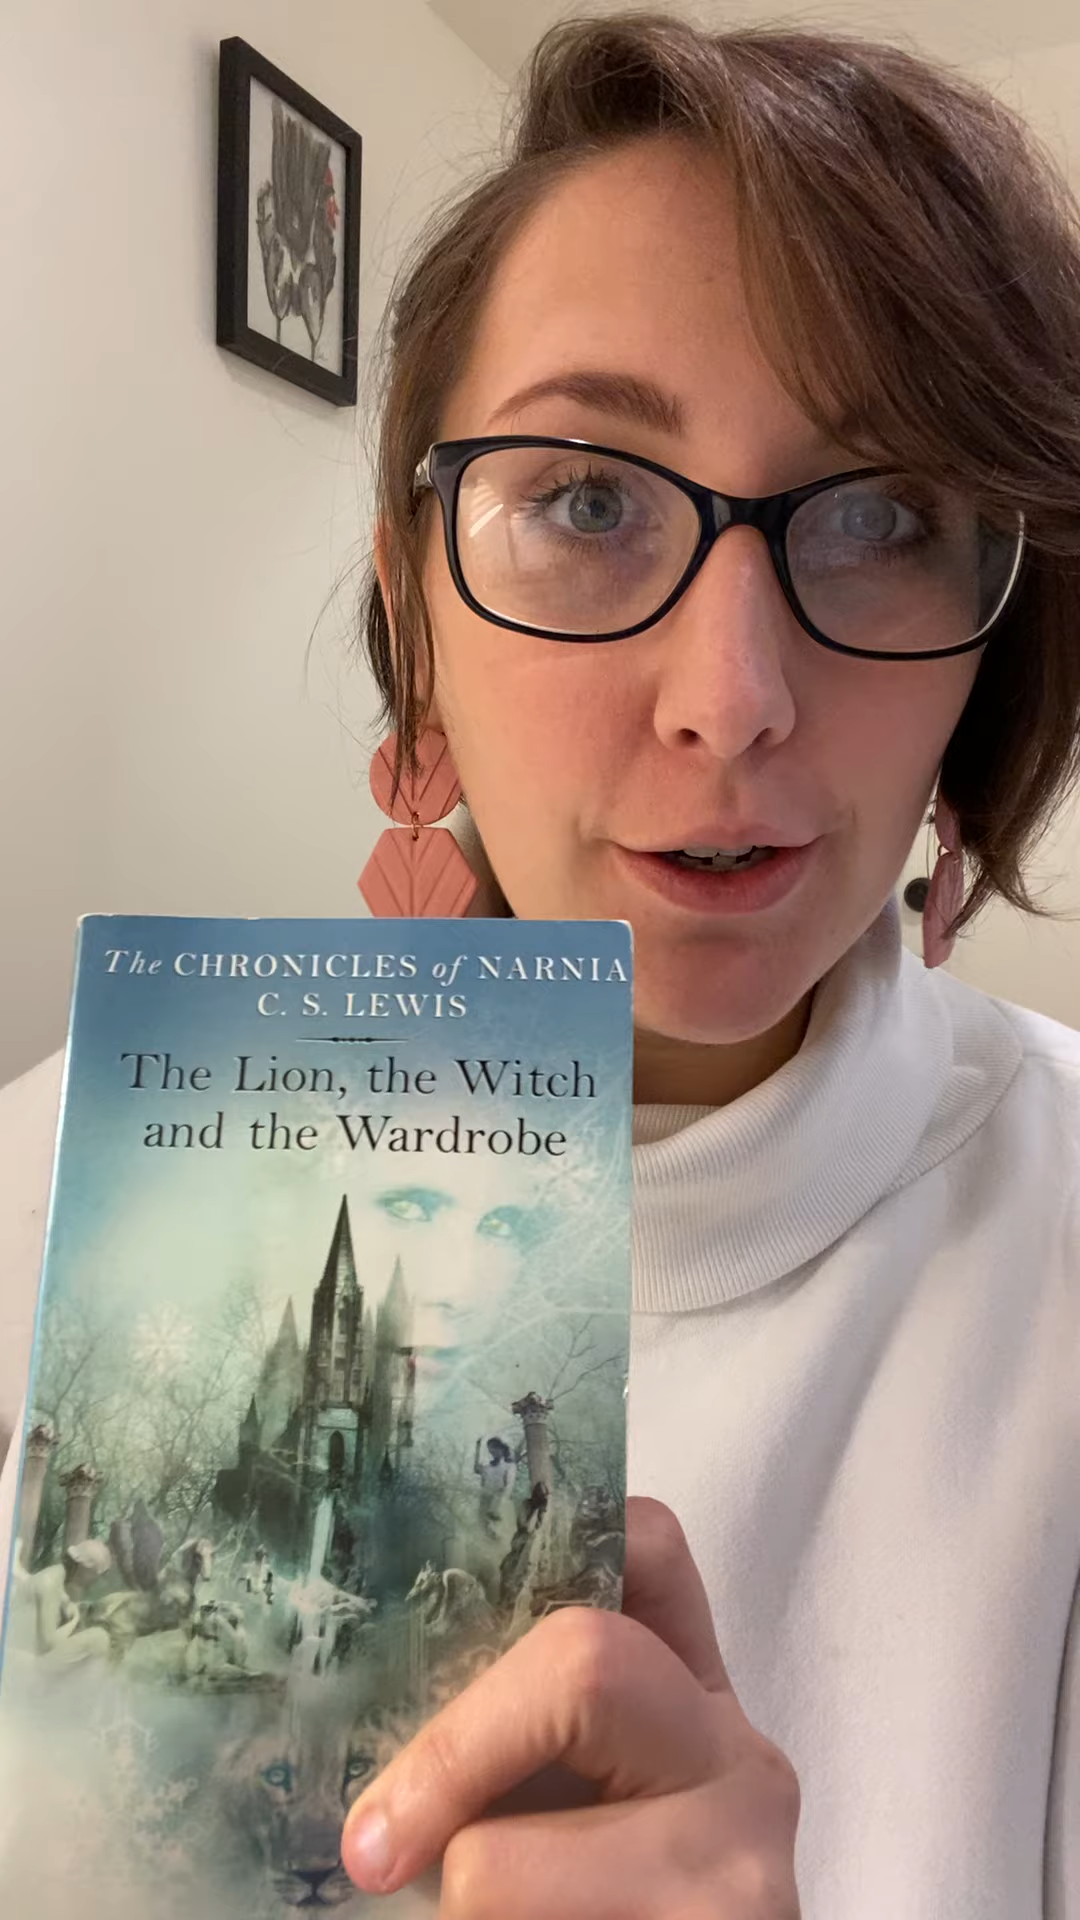 The CHRONICLES of NARNIA
C. S. LEWIS
The Lion, the Witch
and the Wardrobe